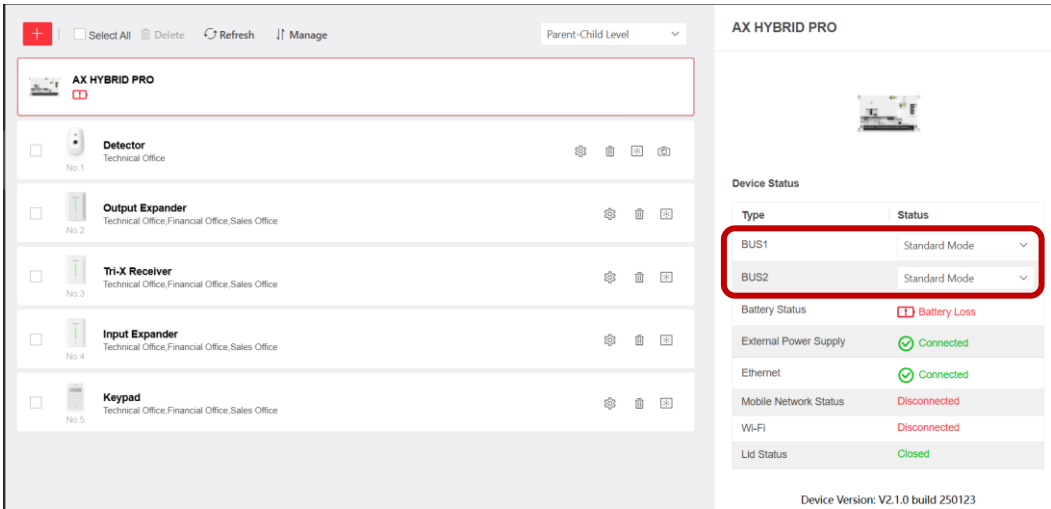 + Select All Delete Refresh Manage Parent-Child Level
AX HYBRID PRO
Detector
Technical Office
No.1
Output Expander
Technical Office,Financial Office,Sales Office
No.2
Tri-X Receiver
Technical Office,Financial Office,Sales Office
No.3
Input Expander
Technical Office,Financial Office,Sales Office
No.4
Keypad
Technical Office,Financial Office,Sales Office
No.5
AX HYBRID PRO
Device Status
Type Status
BUS1 Standard Mode
BUS2 Standard Mode
Battery Status Battery Loss
External Power Supply Connected
Ethernet Connected
Mobile Network Status Disconnected
Wi-Fi Disconnected
Lid Status Closed
Device Version: V2.1.0 build 250123